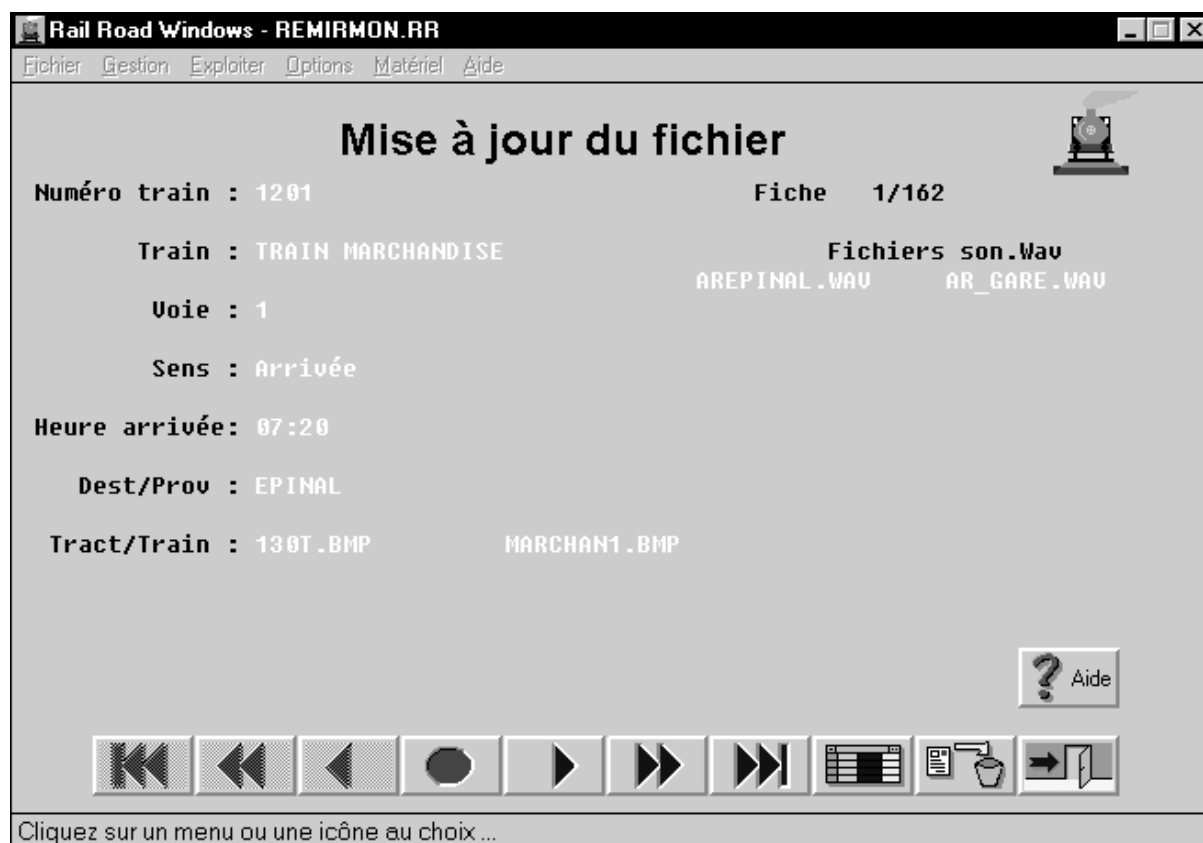 Rail Road Windows - REMIRMON.RR
Fichier Gestion Exploiter Options Matériel Aide
Mise à jour du fichier
Numéro train : 1201 Fiche 1/162
Train : TRAIN MARCHANDISE Fichiers son.Wav
AREPINAL.WAV AR_GARE.WAV
Voie : 1
Sens : Arrivée
Heure arrivée: 07:20
Dest/Prov : EPINAL
Tract/Train : 130T.BMP MARCHAN1.BMP
Aide
Cliquez sur un menu ou une icône au choix ...